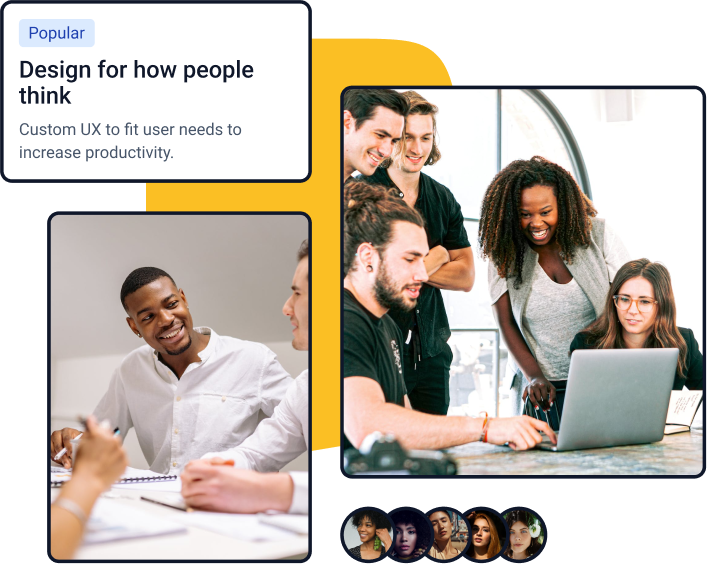 Popular
Design for how people
think
Custom UX to fit user needs to
increase productivity.